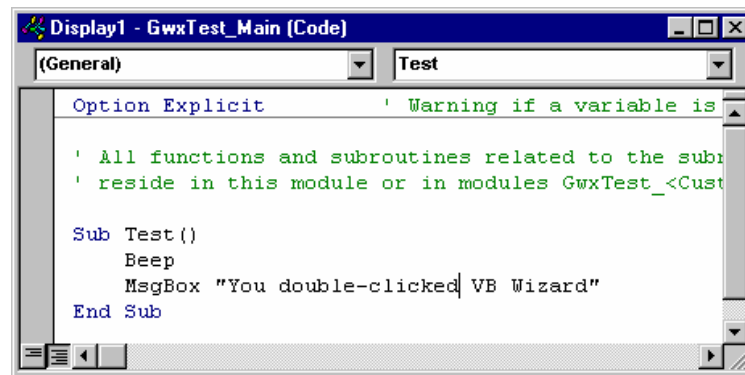 Display1 - GwxTest_Main (Code)
(General) Test
Option Explicit ' Warning if a variable is
' All functions and subroutines related to the
' reside in this module or in modules GwxTest_<Cust
Sub Test()
Beep
MsgBox "You double-clicked VB Wizard"
End Sub